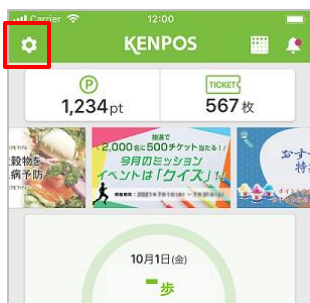 Carrier 12:00
KENPOS
P TICKET
1,234pt 567枚
穀物を
病予防
抽選で
2,000名に500チケット当たる!
今月のミッション
イベントは「クイズ」!
おすす
特
10月1日(金)
-歩